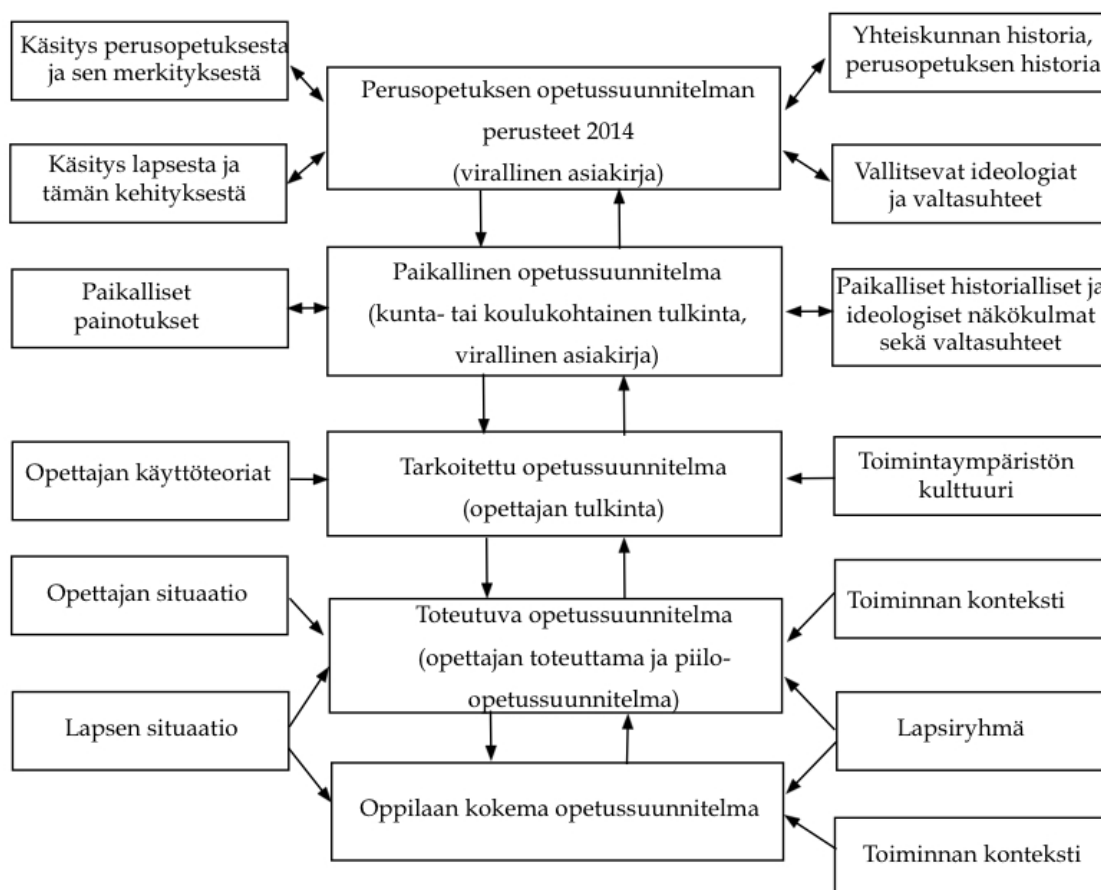 Käsitys perusopetuksesta
ja sen merkityksestä
Yhteiskunnan historia,
perusopetuksen historia
Perusopetuksen opetussuunnitelman
perusteet 2014
(virallinen asiakirja)
Käsitys lapsesta ja
tämän kehityksestä
Vallitsevat ideologiat
ja valtasuhteet
Paikalliset
painotukset
Paikallinen opetussuunnitelma
(kunta- tai koulukohtainen tulkinta,
virallinen asiakirja)
Paikalliset historialliset ja
ideologiset näkökulmat
sekä valtasuhteet
Opettajan käyttöteoriat
Tarkoitettu opetussuunnitelma
(opettajan tulkinta)
Toimintaympäristön
kulttuuri
Opettajan situaatio
Toteutuva opetussuunnitelma
(opettajan toteuttama ja piilo-
opetussuunnitelma)
Toiminnan konteksti
Lapsen situaatio
Lapsiryhmä
Oppilaan kokema opetussuunnitelma
Toiminnan konteksti